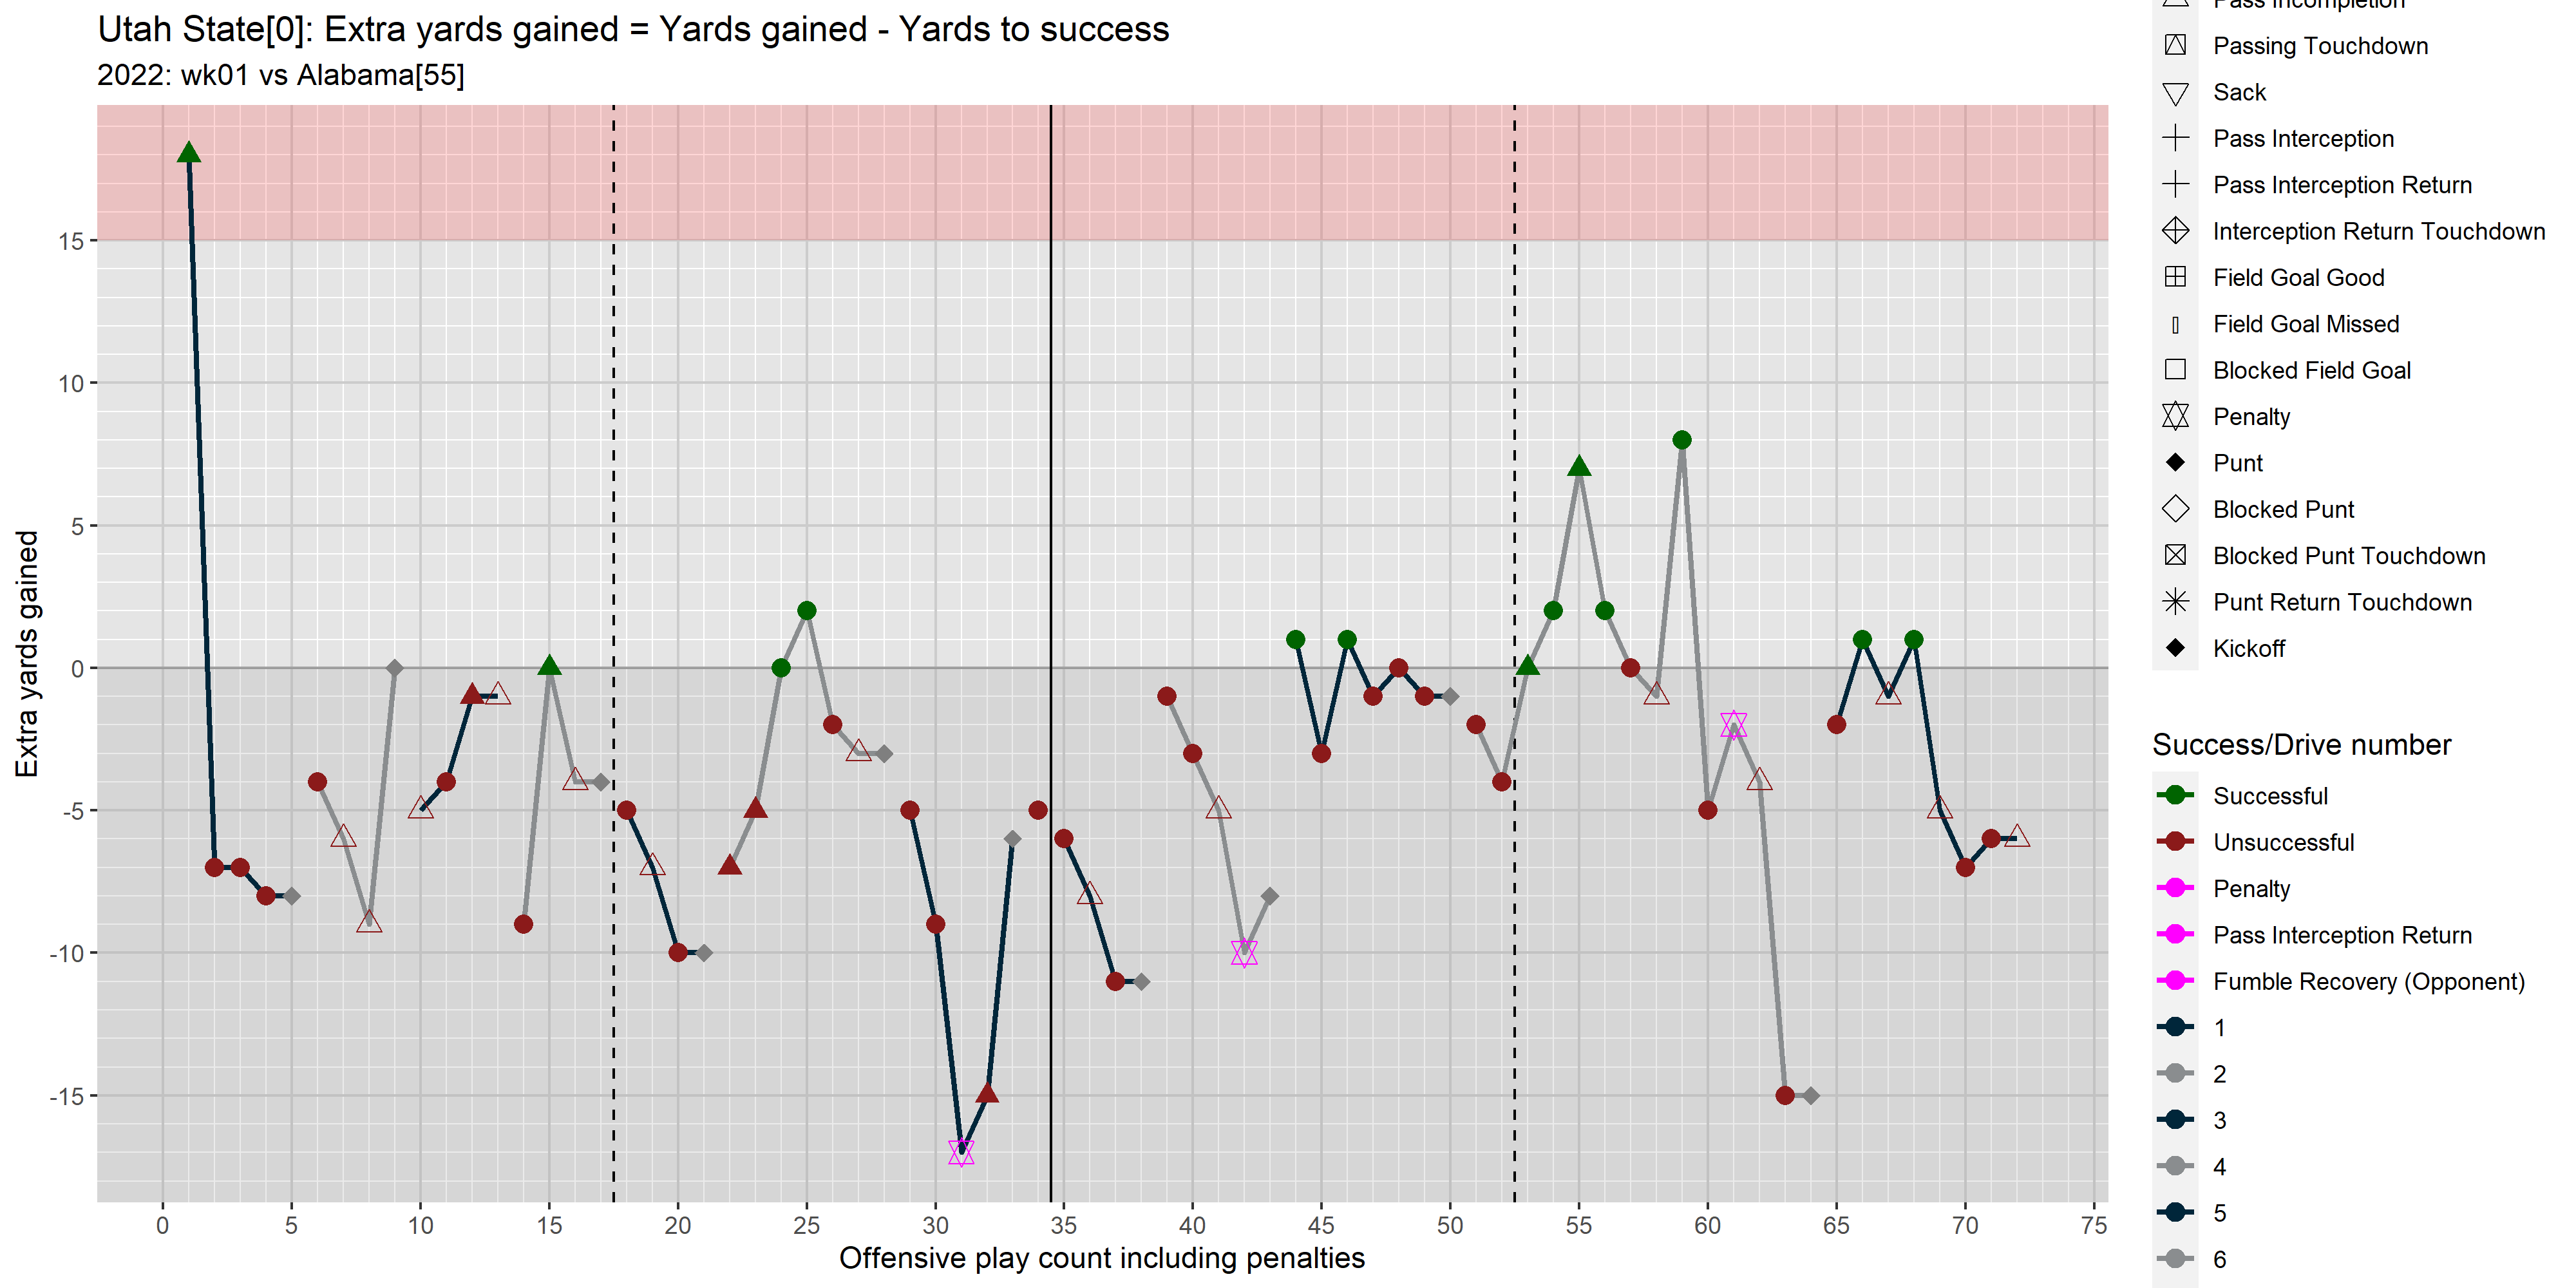 Utah State[0]: Extra yards gained = Yards gained - Yards to success
2022: wk01 vs Alabama[55]
Extra yards gained
15
10
5
0
-5
-10
-15
0 5 10 15 20 25 30 35 40 45 50 55 60 65 70 75
Offensive play count including penalties
Pass Incompletion
Passing Touchdown
Sack
Pass Interception
Pass Interception Return
Interception Return Touchdown
Field Goal Good
Field Goal Missed
Blocked Field Goal
Penalty
Punt
Blocked Punt
Blocked Punt Touchdown
Punt Return Touchdown
Kickoff
Success/Drive number
Successful
Unsuccessful
Penalty
Pass Interception Return
Fumble Recovery (Opponent)
1
2
3
4
5
6